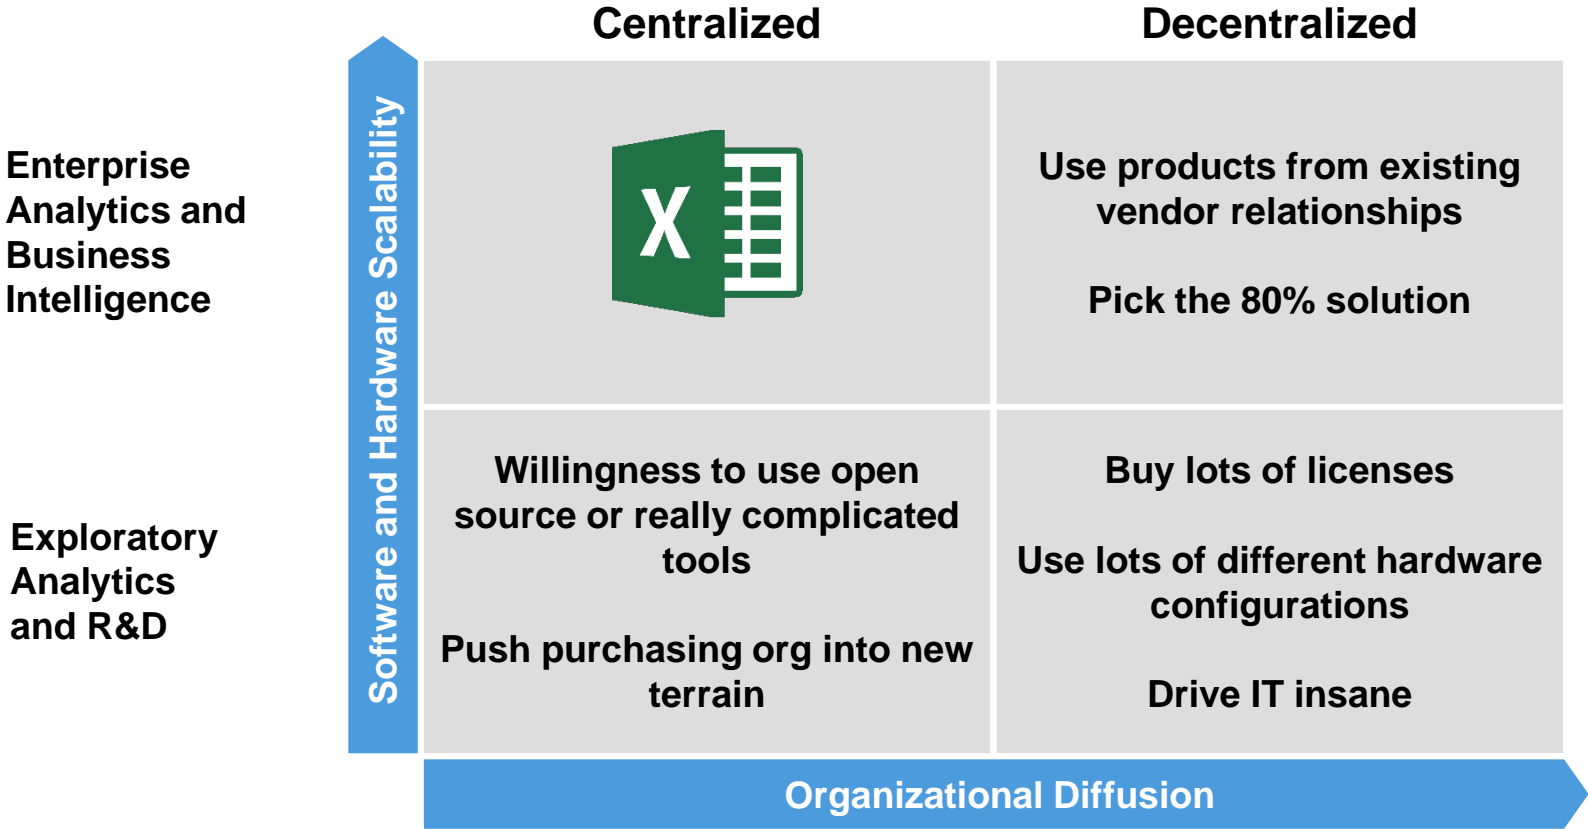 Centralized
Decentralized
Enterprise
Analytics and
Business
Intelligence
Software and Hardware Scalability
X
Use products from existing
vendor relationships
Pick the 80% solution
Exploratory
Analytics
and R&D
Willingness to use open
source or really complicated
tools
Push purchasing org into new
terrain
Buy lots of licenses
Use lots of different hardware
configurations
Drive IT insane
Organizational Diffusion